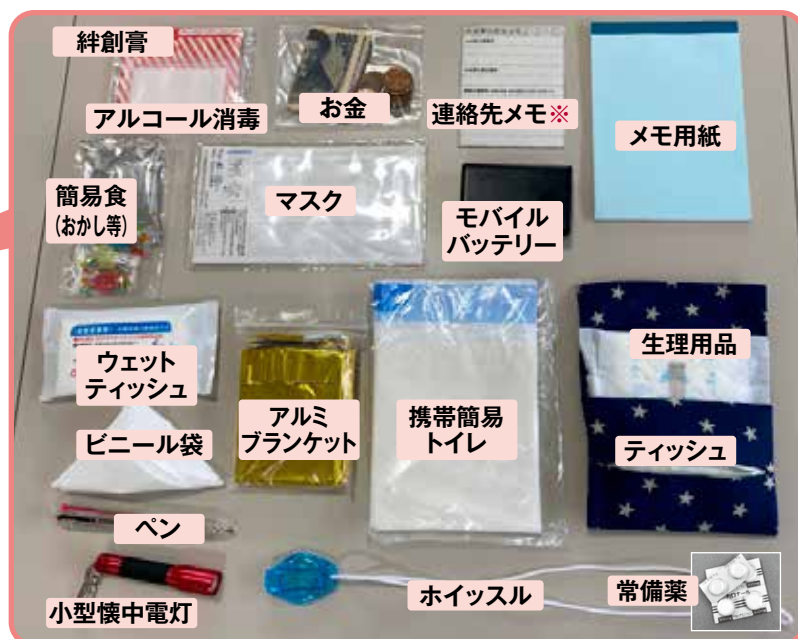 絆創膏
アルコール消毒
お金
連絡先メモ※
メモ用紙
簡易食
(おかし等)
マスク
モバイル
バッテリー
ウェット
ティッシュ
アルミ
ブランケット
携帯簡易
トイレ
生理用品
ビニール袋
ティッシュ
ペン
小型懐中電灯
ホイッスル
常備薬